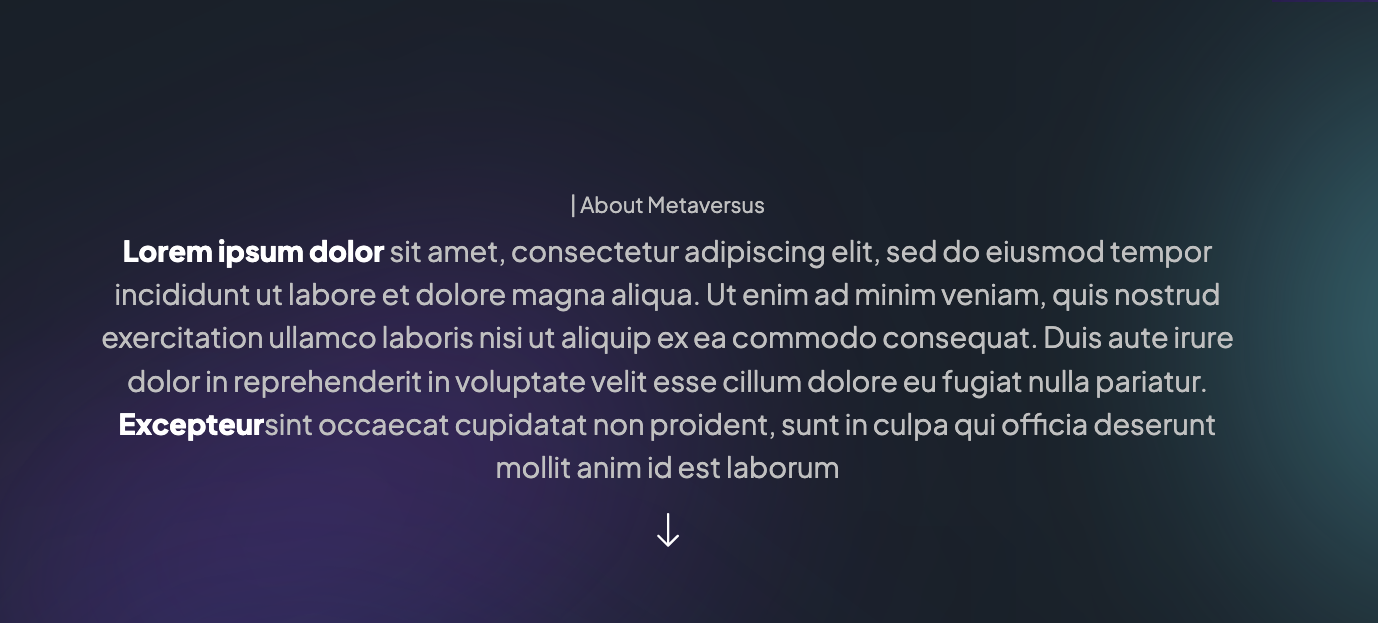 | About Metaversus
Lorem ipsum dolor sit amet, consectetur adipiscing elit, sed do eiusmod tempor
incididunt ut labore et dolore magna aliqua. Ut enim ad minim veniam, quis nostrud
exercitation ullamco laboris nisi ut aliquip ex ea commodo consequat. Duis aute irure
dolor in reprehenderit in voluptate velit esse cillum dolore eu fugiat nulla pariatur.
Excepteursint occaecat cupidatat non proident, sunt in culpa qui officia deserunt
mollit anim id est laborum